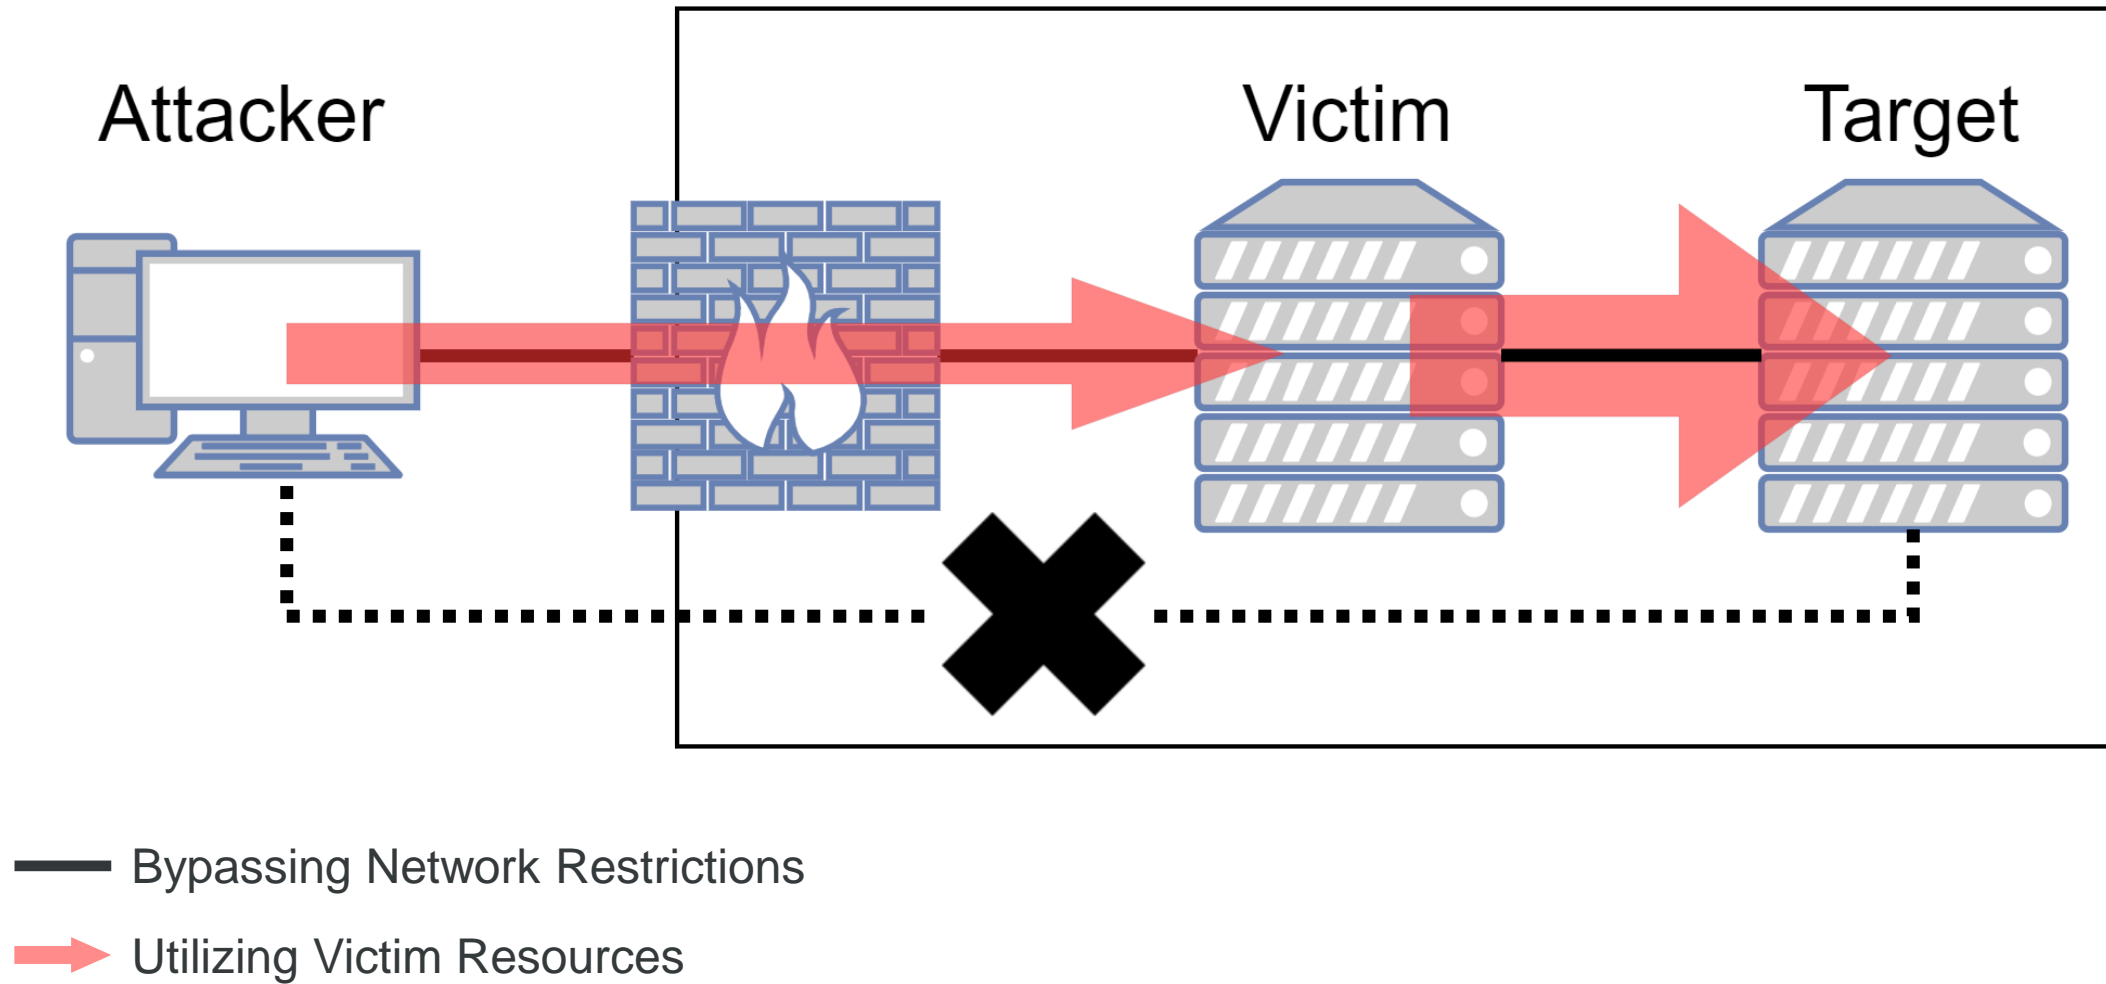 Attacker
Victim
Target
Bypassing Network Restrictions
Utilizing Victim Resources